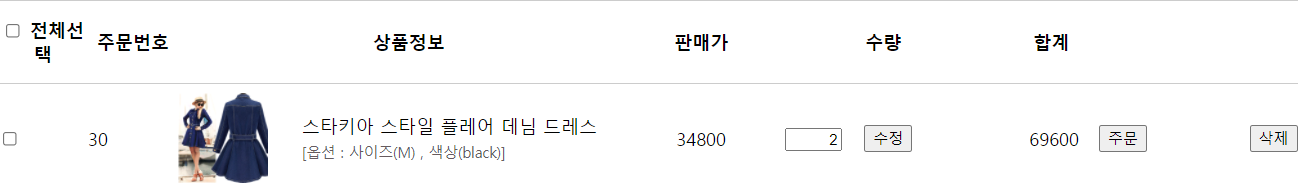 전체선
택
주문번호 상품정보 판매가 수량 합계
30 스타키아 스타일 플레어 데님 드레스 34800 2 수정 69600 주문 삭제
[옵션 : 사이즈(M) , 색상(black)]